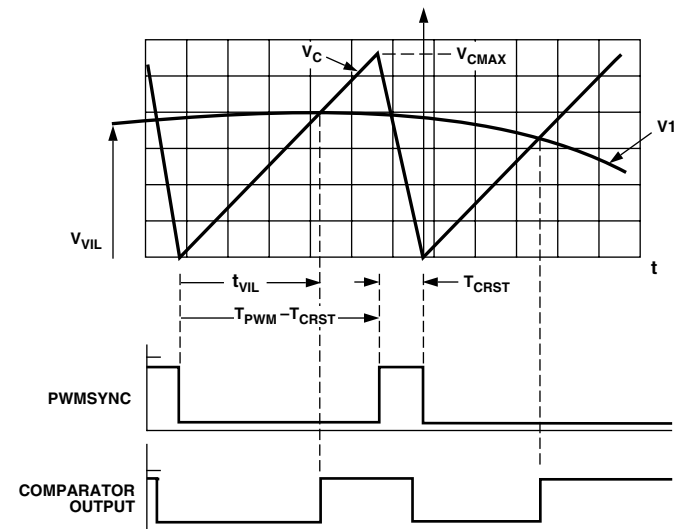 V_C
V_CMAX
V1
V_VIL
t
t_VIL
T_CRST
T_PWM – T_CRST
PWMSYNC
COMPARATOR
OUTPUT